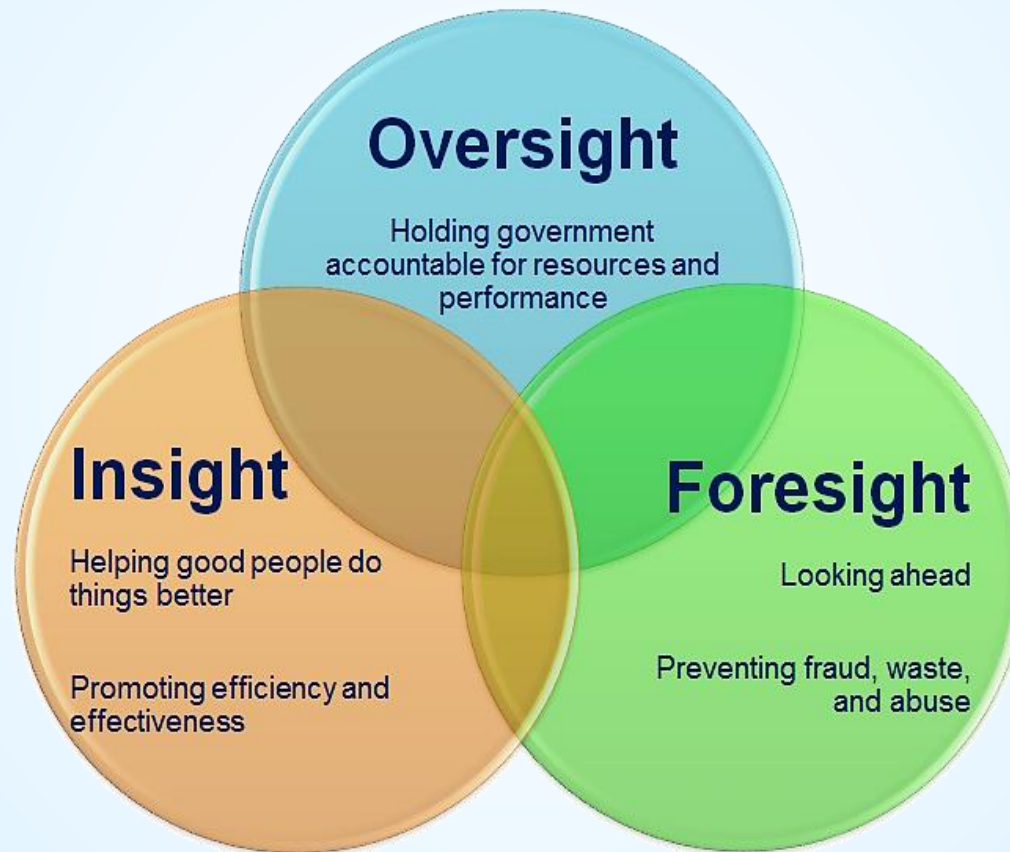 Oversight
Holding government
accountable for resources and
performance
Insight
Helping good people do
things better
Promoting efficiency and
effectiveness
Foresight
Looking ahead
Preventing fraud, waste,
and abuse